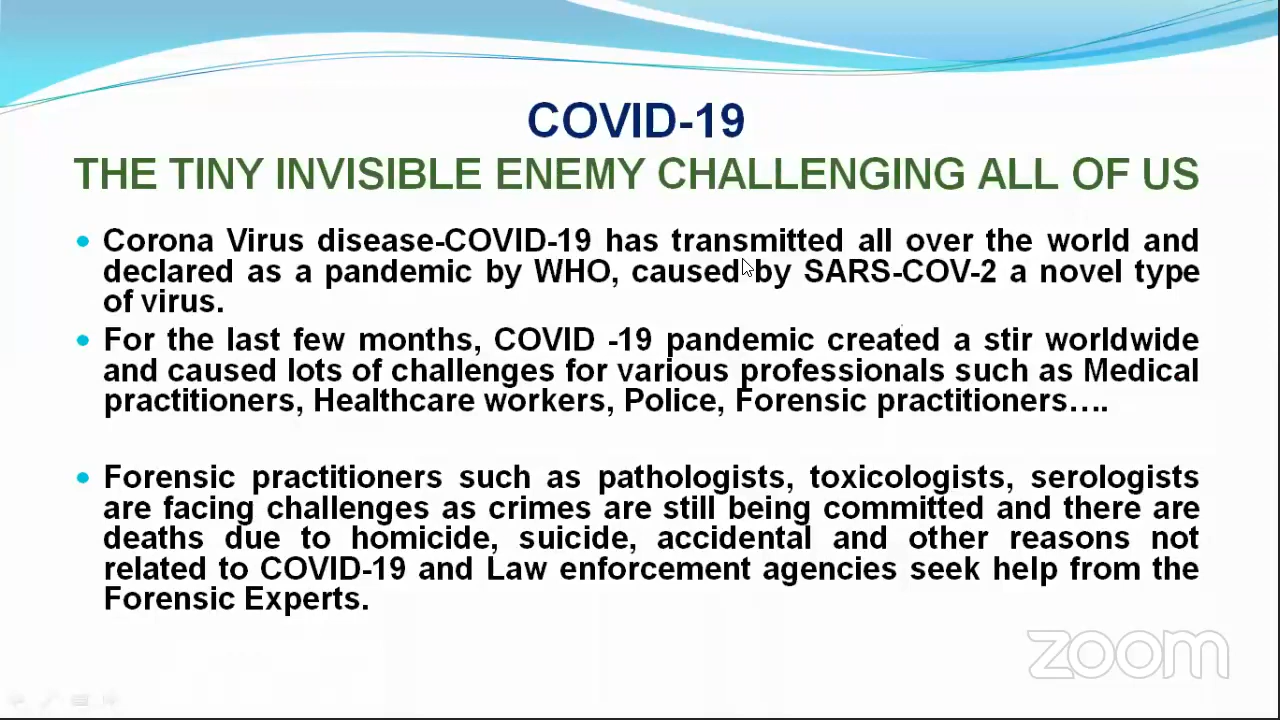 COVID-19
THE TINY INVISIBLE ENEMY CHALLENGING ALL OF US
• Corona Virus disease-COVID-19 has transmitted all over the world and
declared as a pandemic by WHO, caused by SARS-COV-2 a novel type
of virus.
• For the last few months, COVID -19 pandemic created a stir worldwide
and caused lots of challenges for various professionals such as Medical
practitioners, Healthcare workers, Police, Forensic practitioners….
• Forensic practitioners such as pathologists, toxicologists, serologists
are facing challenges as crimes are still being committed and there are
deaths due to homicide, suicide, accidental and other reasons not
related to COVID-19 and Law enforcement agencies seek help from the
Forensic Experts.
zoom